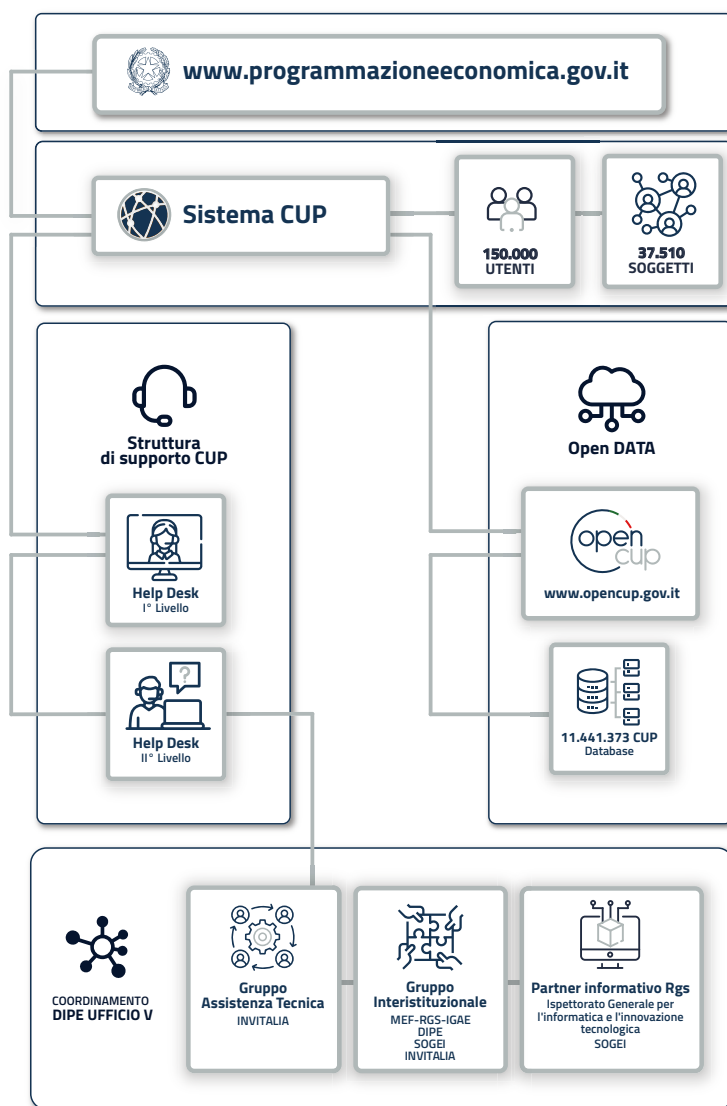 www.programmazioneeconomica.gov.it
Sistema CUP
150.000
UTENTI
37.510
SOGGETTI
Struttura
di supporto CUP
Help Desk
I° Livello
?
Help Desk
II° Livello
Open DATA
open
cup
www.opencup.gov.it
11.441.373 CUP
Database
COORDINAMENTO
DIPE UFFICIO V
Gruppo
Assistenza Tecnica
INVITALIA
Gruppo
Interistituzionale
MEF-RGS-IGAE
DIPE
SOGEI
INVITALIA
Partner informativo Rgs
Ispettorato Generale per
l'informatica e l'innovazione
tecnologica
SOGEI